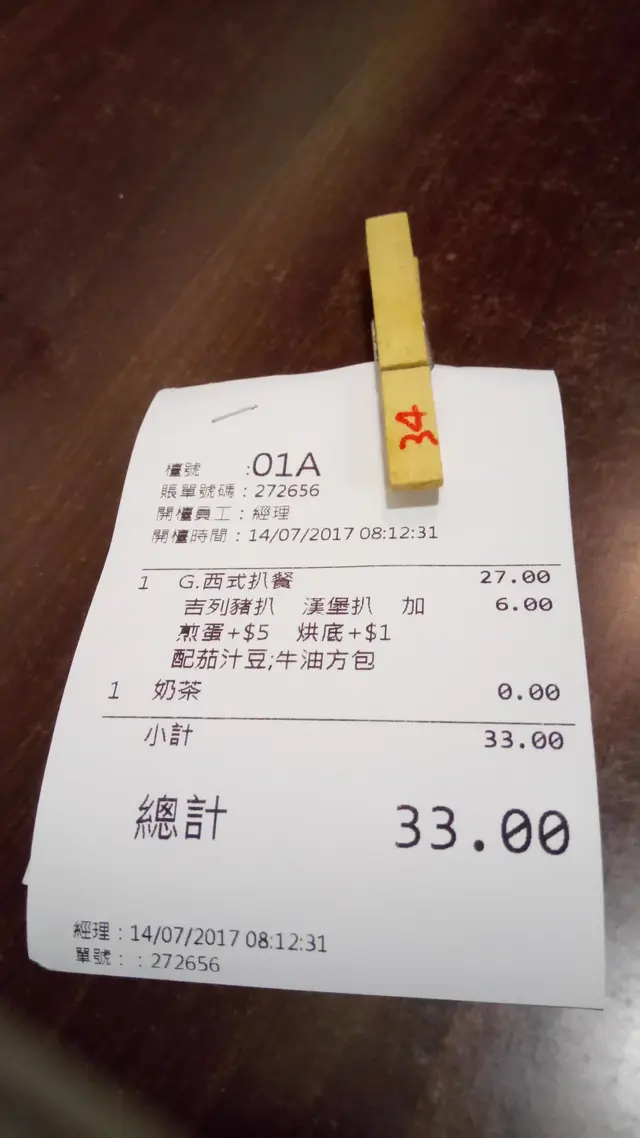 34
檯號 :01A
賬單號碼：272656
開檯員工：經理
開檯時間：14/07/2017 08:12:31
1 G.西式扒餐 27.00
吉列豬扒 漢堡扒 加 6.00
煎蛋+$5 烘底+$1
配茄汁豆;牛油方包
1 奶茶 0.00
小計 33.00
總計 33.00
經理：14/07/2017 08:12:31
單號：：272656